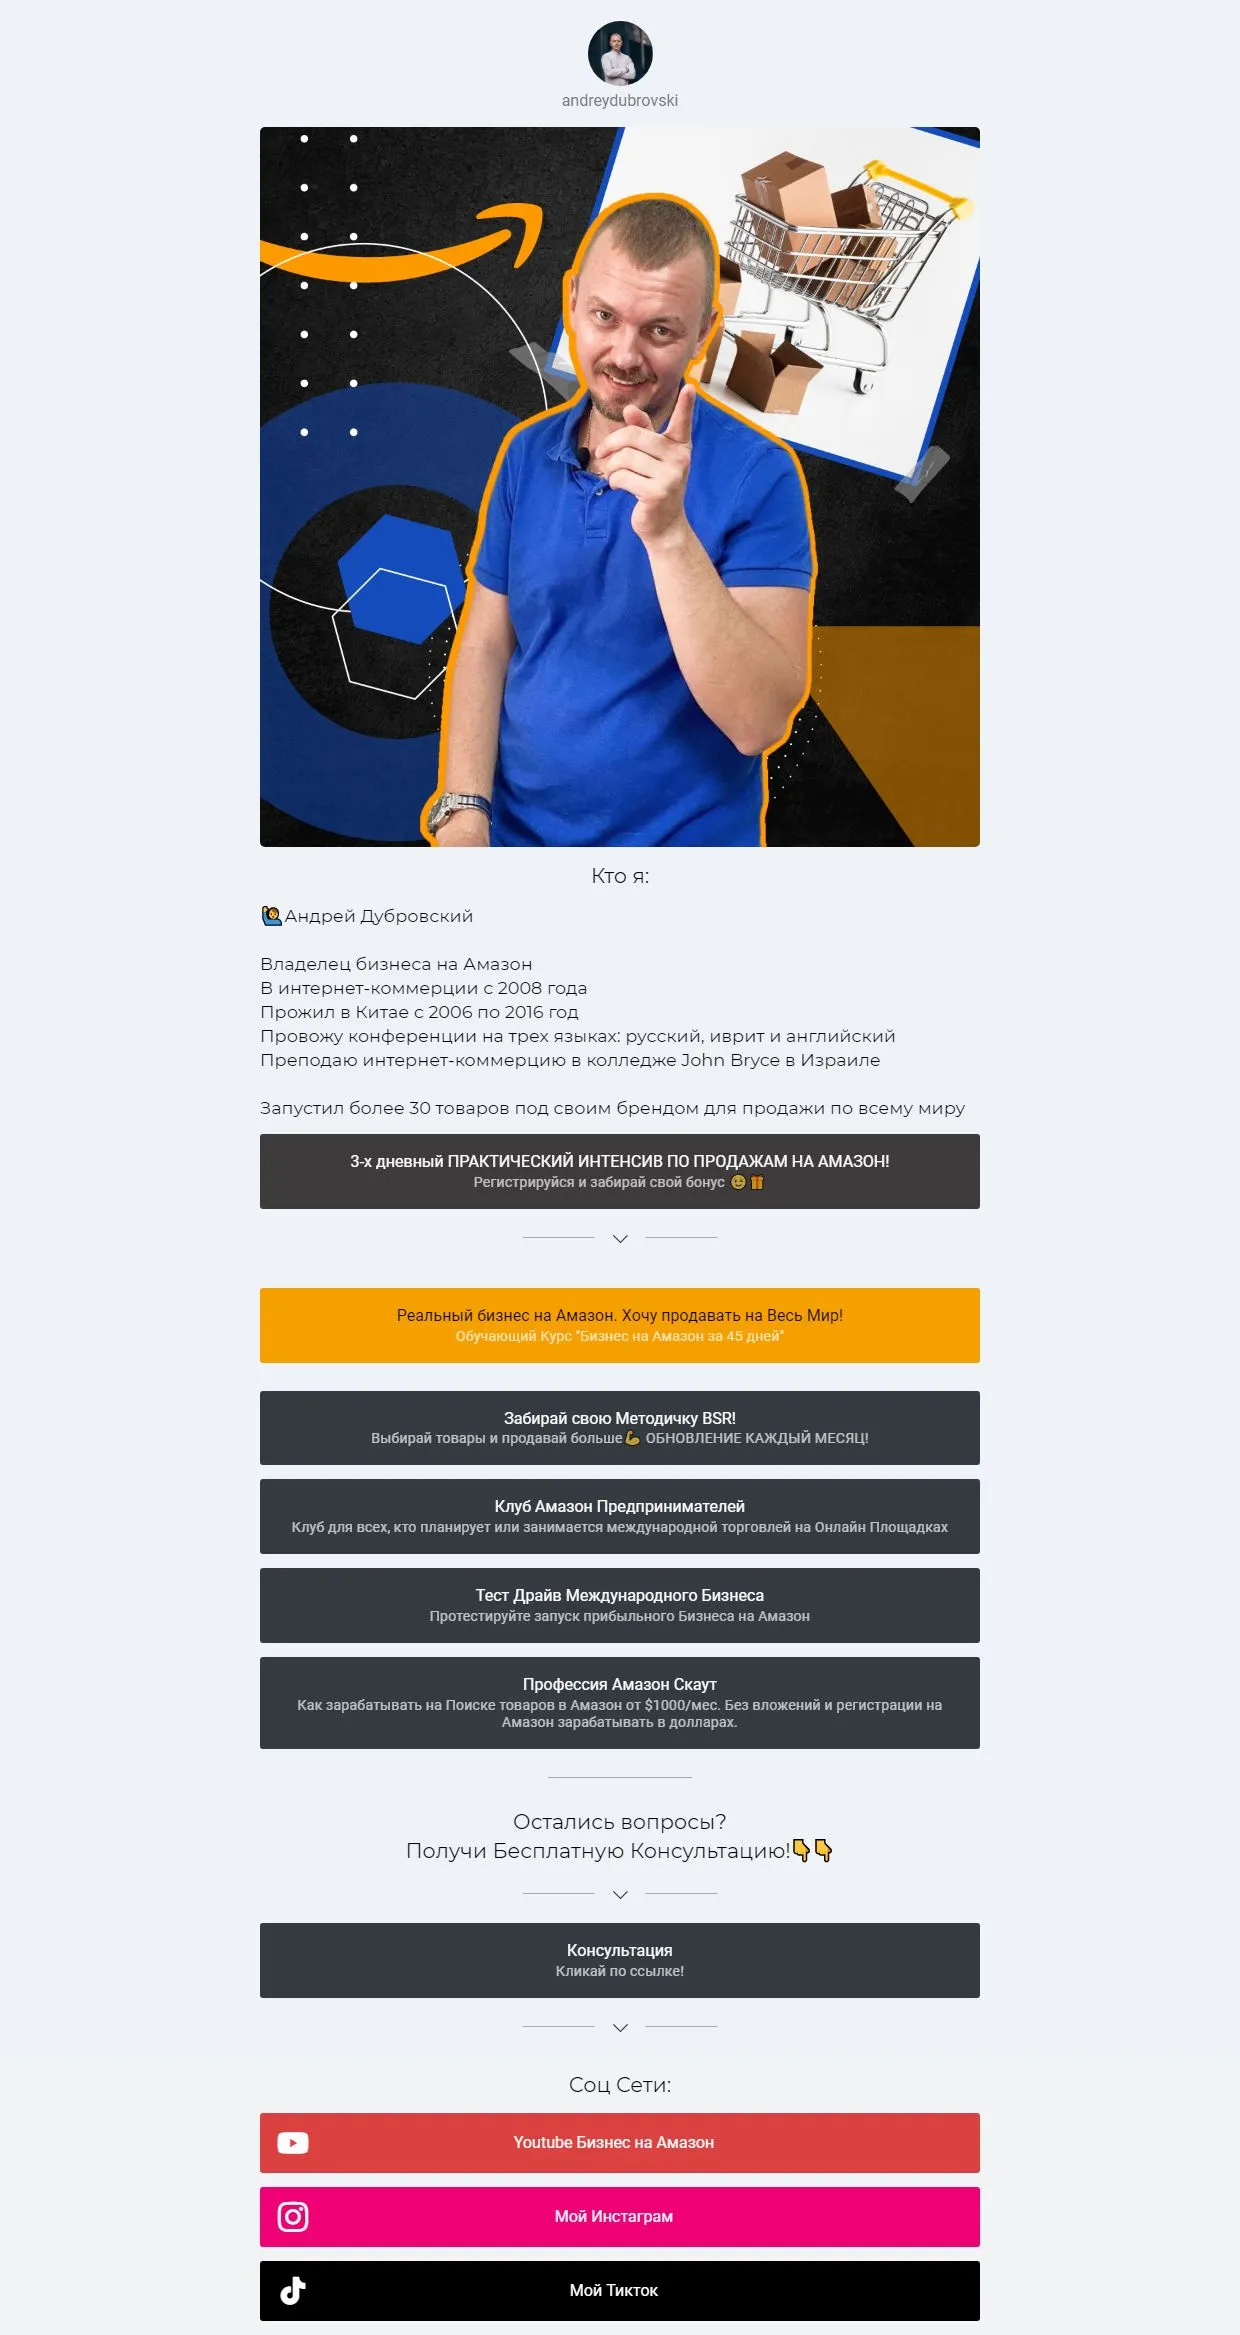 andreydubrovski
Кто я:
🙋‍♂️Андрей Дубровский
Владелец бизнеса на Амазон
В интернет-коммерции с 2008 года
Прожил в Китае с 2006 по 2016 год
Провожу конференции на трех языках: русский, иврит и английский
Преподаю интернет-коммерцию в колледже John Bryce в Израиле
Запустил более 30 товаров под своим брендом для продажи по всему миру
3-х дневный ПРАКТИЧЕСКИЙ ИНТЕНСИВ ПО ПРОДАЖАМ НА АМАЗОН!
Регистрируйся и забирай свой бонус 😉🎁
Реальный бизнес на Амазон. Хочу продавать на Весь Мир!
Обучающий Курс "Бизнес на Амазон за 45 дней"
Забирай свою Методичку BSR!
Выбирай товары и продавай больше💪 ОБНОВЛЕНИЕ КАЖДЫЙ МЕСЯЦ!
Клуб Амазон Предпринимателей
Клуб для всех, кто планирует или занимается международной торговлей на Онлайн Площадках
Тест Драйв Международного Бизнеса
Протестируйте запуск прибыльного Бизнеса на Амазон
Профессия Амазон Скаут
Как зарабатывать на Поиске товаров в Амазон от $1000/мес. Без вложений и регистрации на
Амазон зарабатывать в долларах.
Остались вопросы?
Получи Бесплатную Консультацию!👇👇
Консультация
Кликай по ссылке!
Соц Сети:
Youtube Бизнес на Амазон
Мой Инстаграм
Мой Тикток